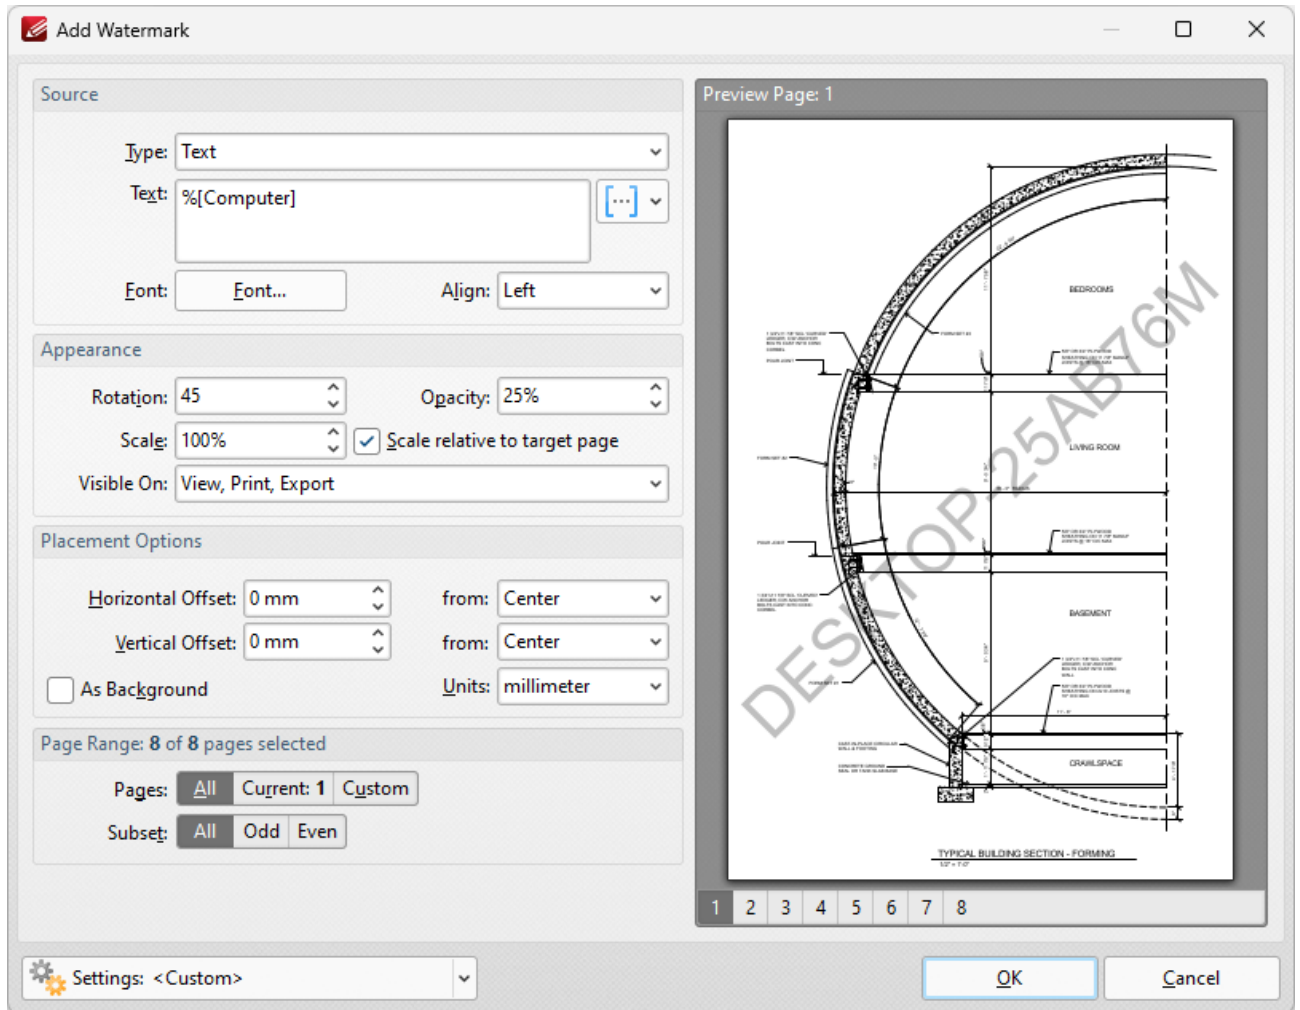 Add Watermark
Source
Type: Text
Text: %[Computer]
Font: Font... Align: Left
Appearance
Rotation: 45 Opacity: 25%
Scale: 100% Scale relative to target page
Visible On: View, Print, Export
Placement Options
Horizontal Offset: 0 mm from: Center
Vertical Offset: 0 mm from: Center
As Background Units: millimeter
Page Range: 8 of 8 pages selected
Pages: All Current: 1 Custom
Subset: All Odd Even
Preview Page: 1
BEDROOMS
LIVING ROOM
BASEMENT
CRAWLSPACE
DESKTOP-25AB76M
TYPICAL BUILDING SECTION - FORMING
1/2" = 1'-0"
1 2 3 4 5 6 7 8
Settings: <Custom>
OK Cancel